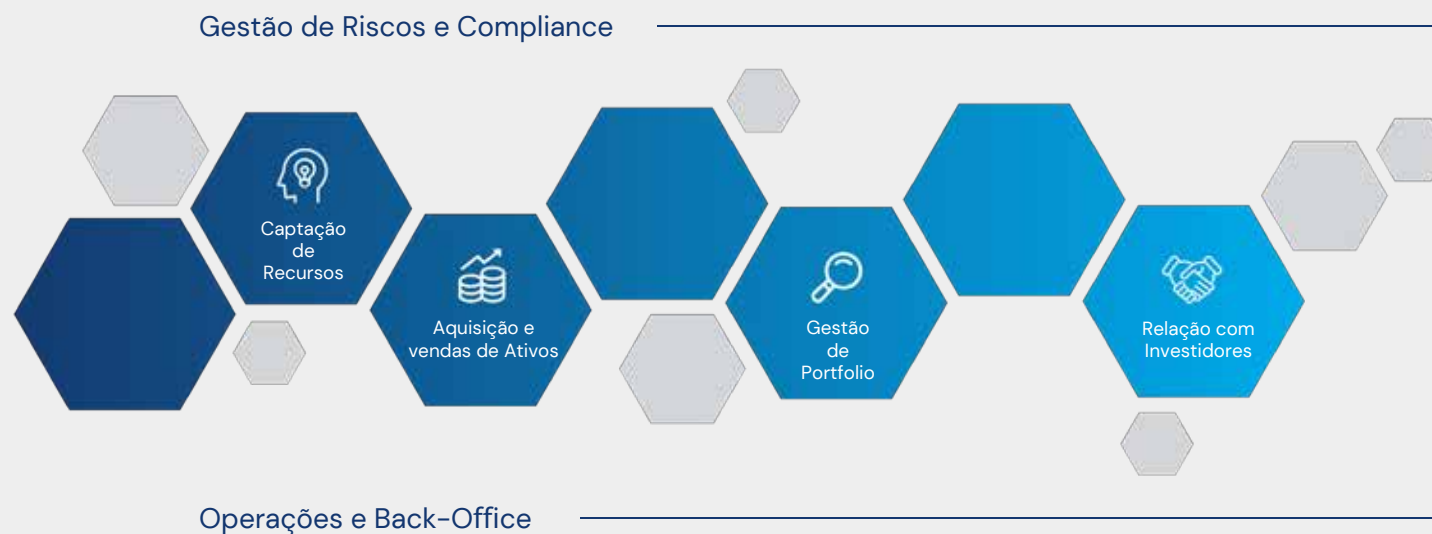 Gestão de Riscos e Compliance
Captação
de
Recursos
Aquisição e
vendas de Ativos
Gestão
de
Portfolio
Relação com
Investidores
Operações e Back-Office